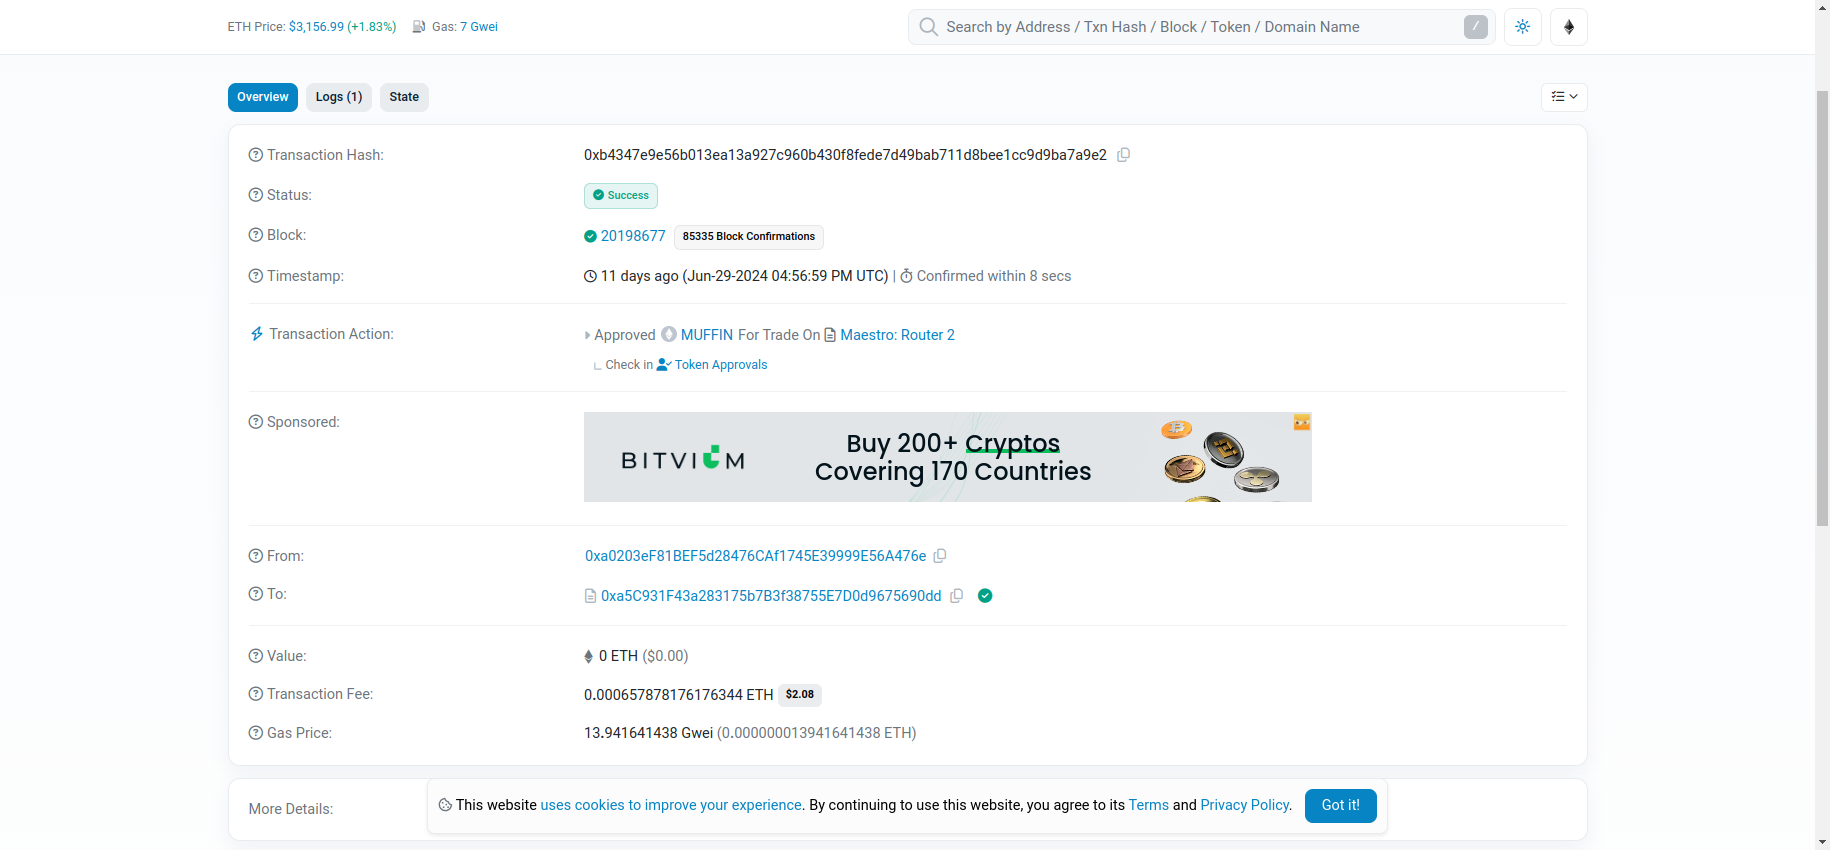 ETH Price: $3,156.99 (+1.83%) Gas: 7 Gwei
Search by Address / Txn Hash / Block / Token / Domain Name /
Overview Logs (1) State
Transaction Hash: 0xb4347e9e56b013ea13a927c960b430f8fede7d49bab711d8bee1cc9d9ba7a9e2
Status: Success
Block: 20198677 85335 Block Confirmations
Timestamp: 11 days ago (Jun-29-2024 04:56:59 PM UTC) | Confirmed within 8 secs
Transaction Action: Approved MUFFIN For Trade On Maestro: Router 2
Check in Token Approvals
Sponsored:
BITVIUM
Buy 200+ Cryptos
Covering 170 Countries
From: 0xa0203eF81BEF5d28476CAf1745E39999E56A476e
To: 0xa5C931F43a283175b7B3f38755E7D0d9675690dd
Value: 0 ETH ($0.00)
Transaction Fee: 0.000657878176176344 ETH $2.08
Gas Price: 13.941641438 Gwei (0.000000013941641438 ETH)
More Details:
This website uses cookies to improve your experience. By continuing to use this website, you agree to its Terms and Privacy Policy. Got it!